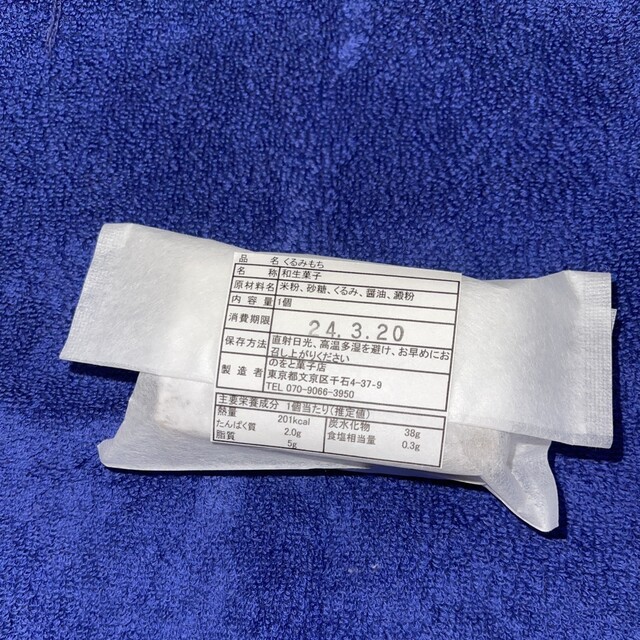 品 名 くるみもち
名 称 和生菓子
原材料名 米粉、砂糖、くるみ、醤油、澱粉
内容量 1個
消費期限 24.3.20
保存方法 直射日光、高温多湿を避け、お早めにお
召し上がりください
製造者 のをと菓子店
東京都文京区千石4-37-9
TEL 070-9066-3950
主要栄養成分 1個当たり(推定値)
熱量 201kcal 炭水化物 38g
たんぱく質 2.0g 食塩相当量 0.3g
脂質 5g